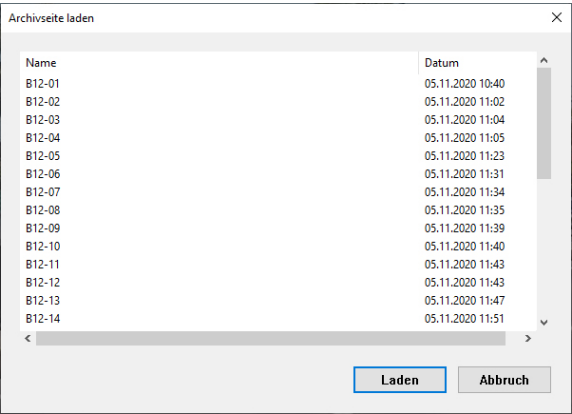 Archivseite laden
Name Datum
B12-01 05.11.2020 10:40
B12-02 05.11.2020 11:02
B12-03 05.11.2020 11:04
B12-04 05.11.2020 11:05
B12-05 05.11.2020 11:23
B12-06 05.11.2020 11:31
B12-07 05.11.2020 11:34
B12-08 05.11.2020 11:35
B12-09 05.11.2020 11:39
B12-10 05.11.2020 11:40
B12-11 05.11.2020 11:43
B12-12 05.11.2020 11:43
B12-13 05.11.2020 11:47
B12-14 05.11.2020 11:51
Laden Abbruch